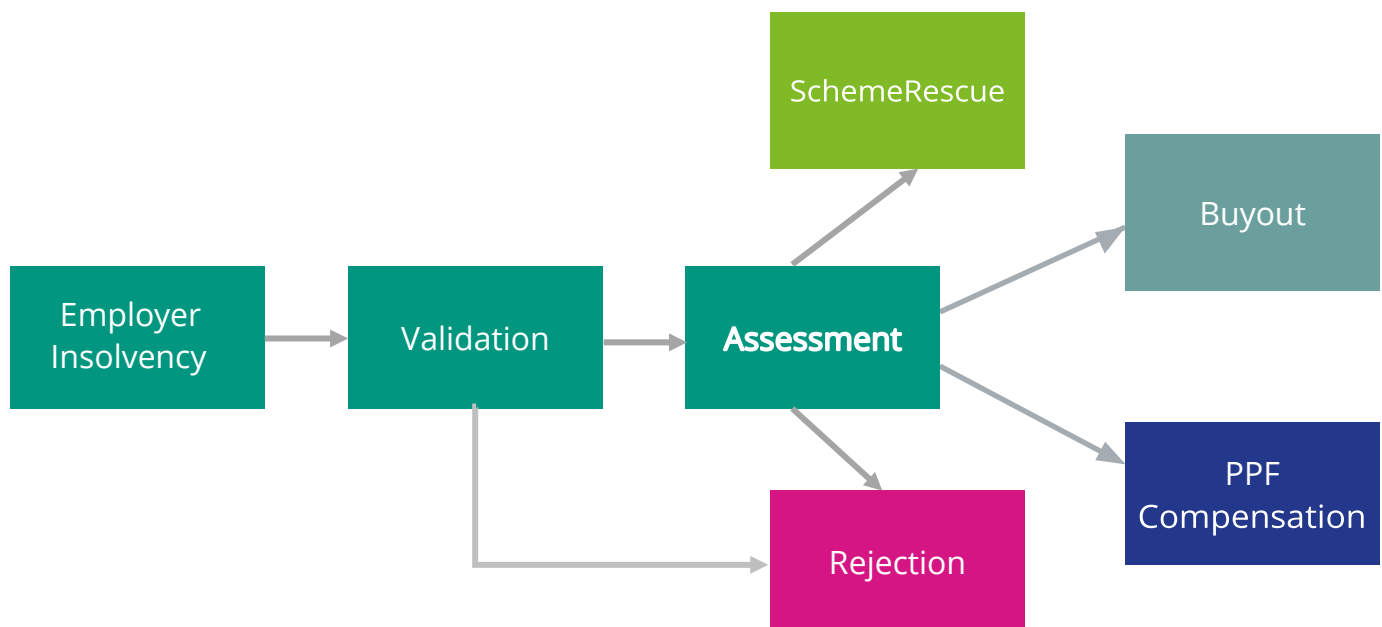 SchemeRescue
Buyout
Employer
Insolvency
Validation
Assessment
PPF
Compensation
Rejection